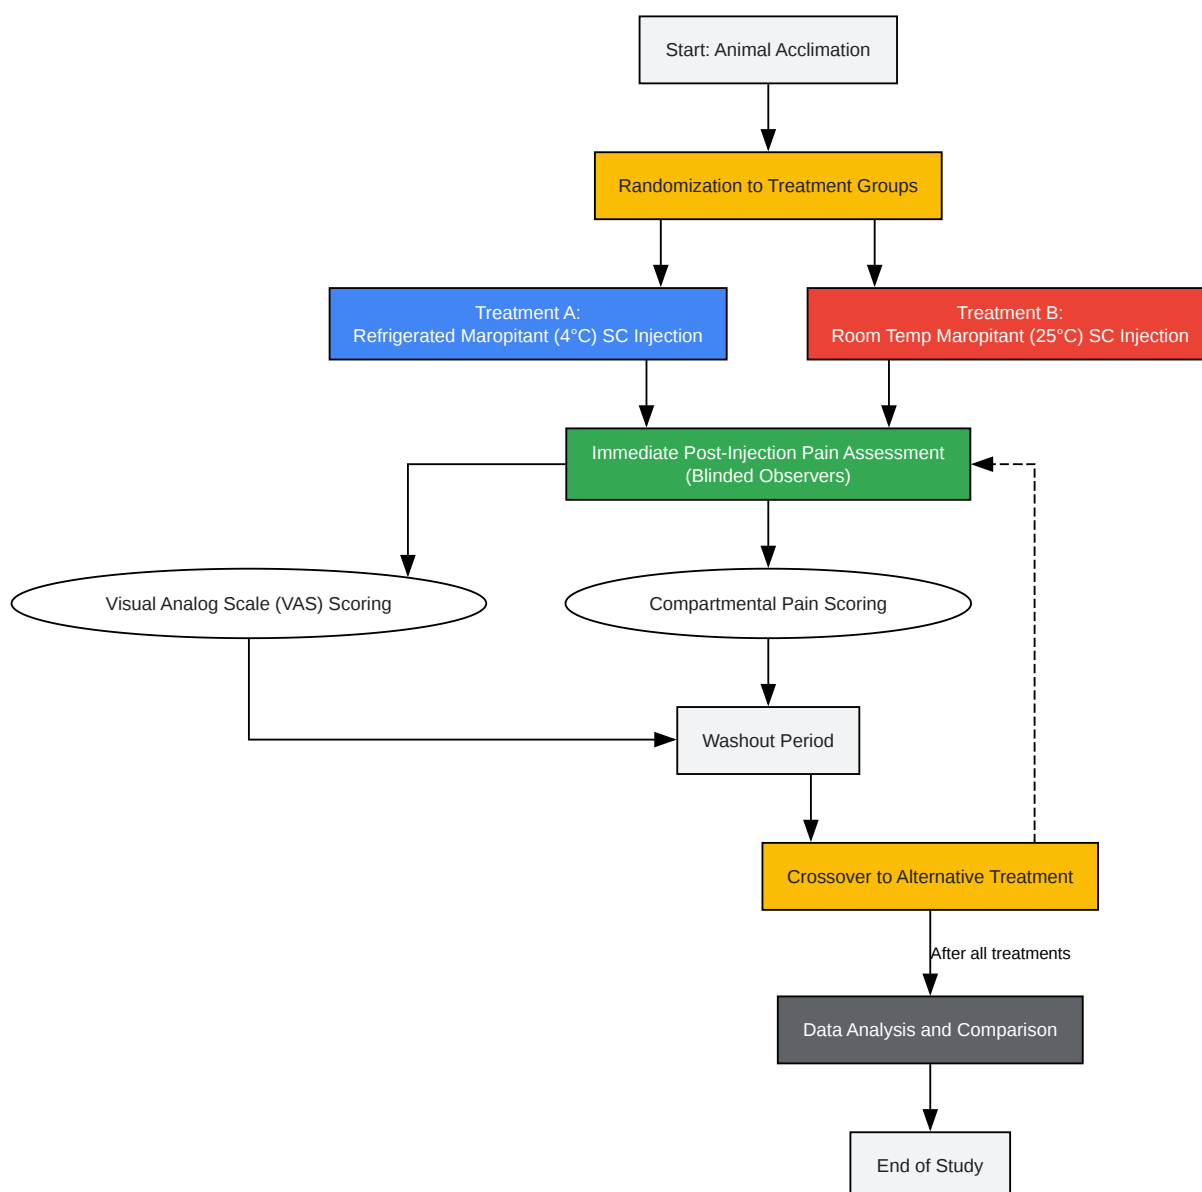 Start: Animal Acclimation
Randomization to Treatment Groups
Treatment A:
Refrigerated Maropitant (4°C) SC Injection
Treatment B:
Room Temp Maropitant (25°C) SC Injection
Immediate Post-Injection Pain Assessment
(Blinded Observers)
Visual Analog Scale (VAS) Scoring
Compartmental Pain Scoring
Washout Period
Crossover to Alternative Treatment
After all treatments
Data Analysis and Comparison
End of Study